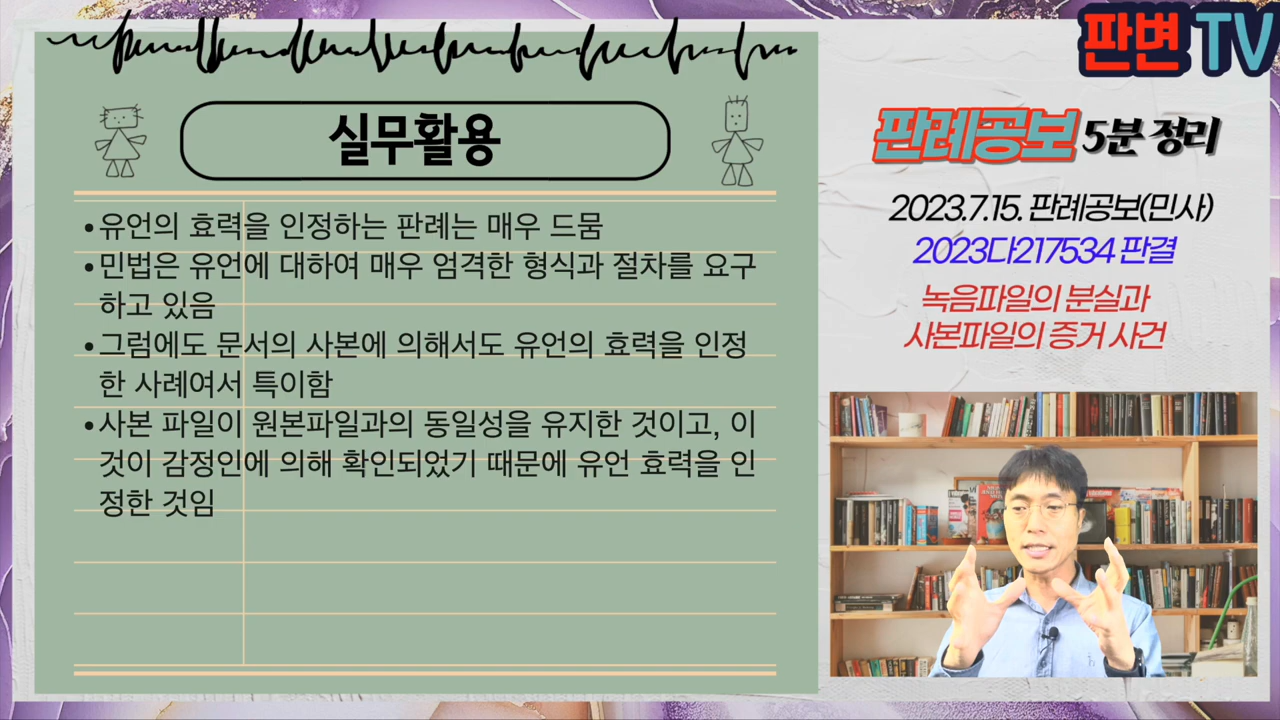 판변 TV
실무활용
•유언의 효력을 인정하는 판례는 매우 드뭄
•민법은 유언에 대하여 매우 엄격한 형식과 절차를 요구
하고 있음
•그럼에도 문서의 사본에 의해서도 유언의 효력을 인정
한 사례여서 특이함
•사본 파일이 원본파일과의 동일성을 유지한 것이고, 이
것이 감정인에 의해 확인되었기 때문에 유언 효력을 인
정한 것임
판례공보 5분 정리
2023.7.15. 판례공보(민사)
2023다217534 판결
녹음파일의 분실과
사본파일의 증거 사건